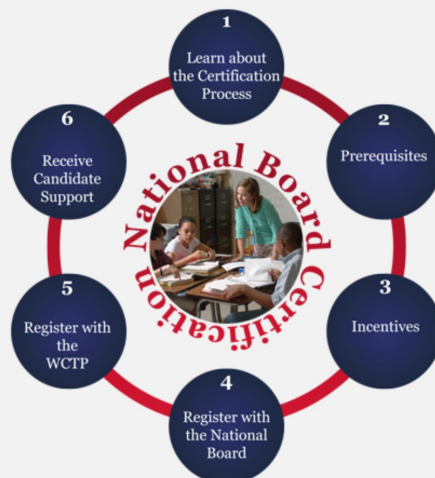 1
Learn about
the Certification
Process
2
Prerequisites
3
Incentives
4
Register with
the National
Board
5
Register with
the
WCTP
6
Receive
Candidate
Support
National Board Certification